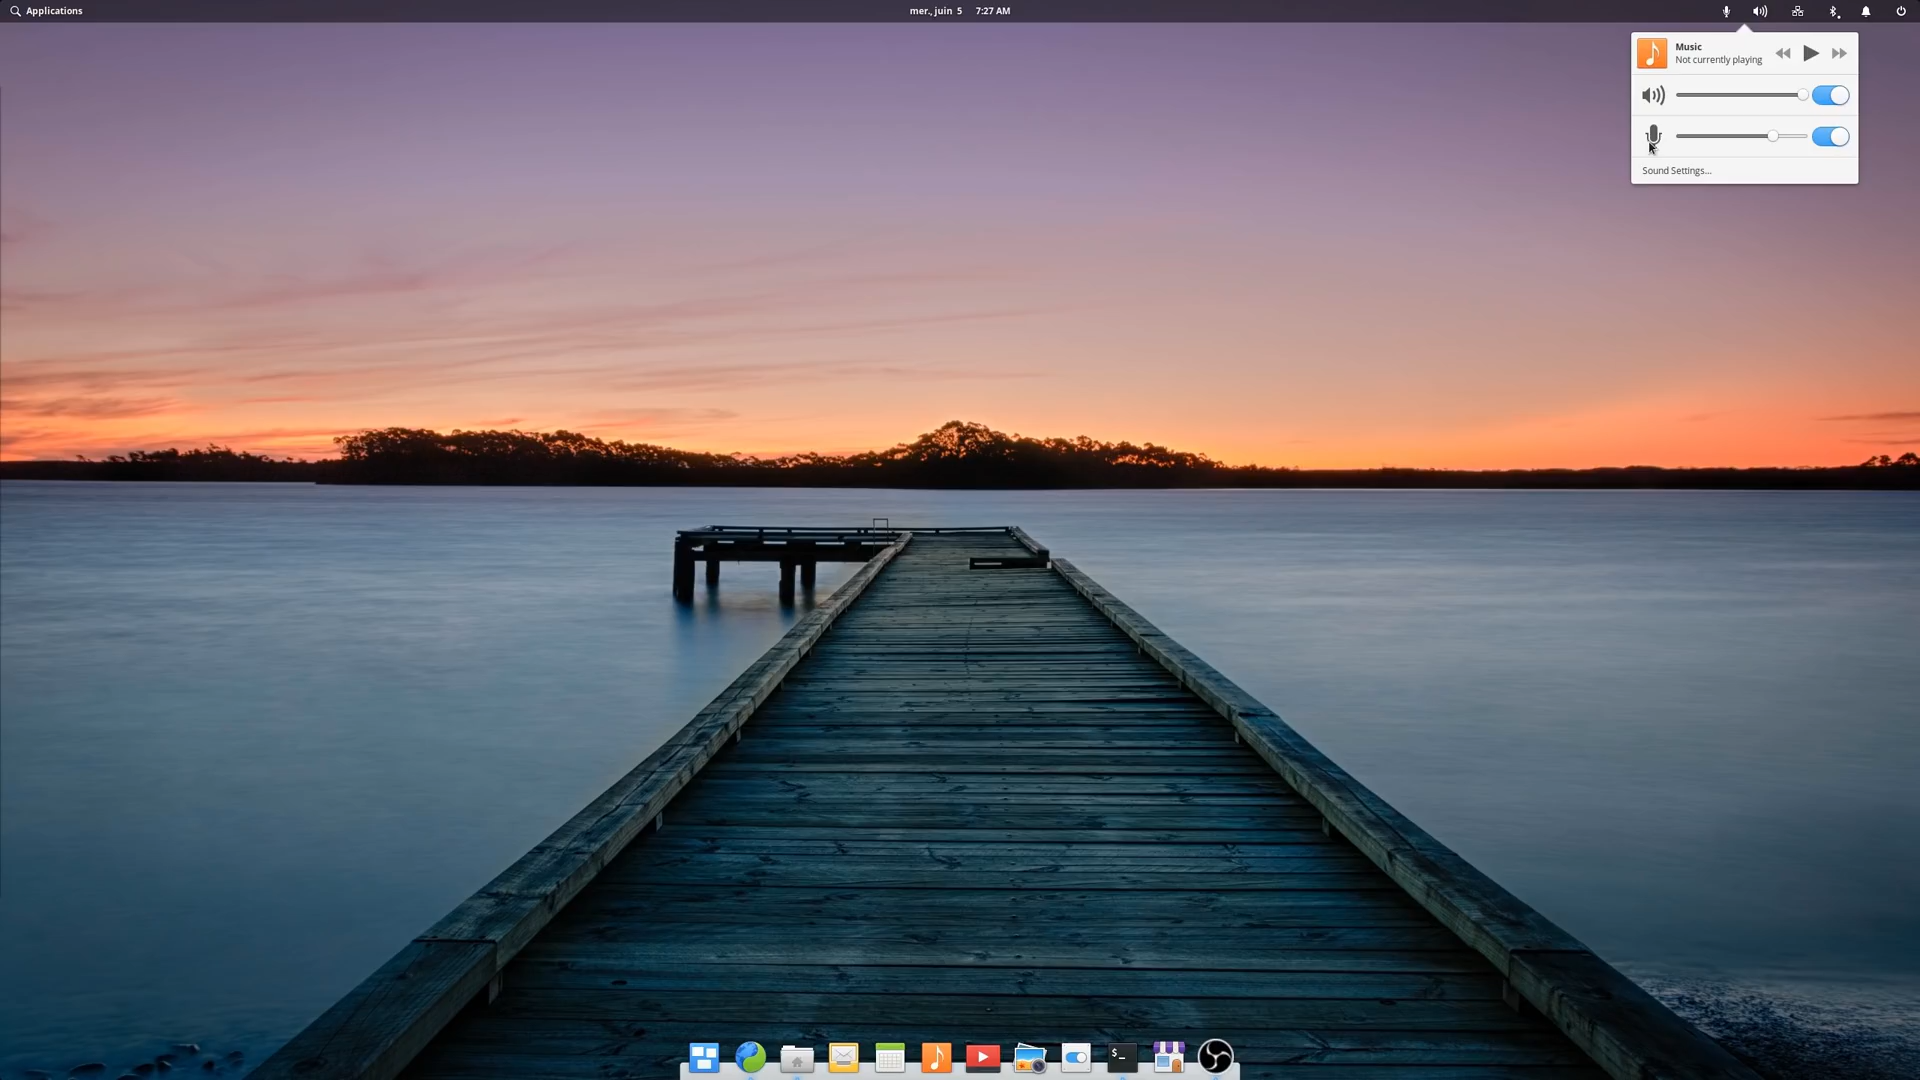 Applications
mer., juin 5 7:27 AM
Music
Not currently playing
Sound Settings...
$_